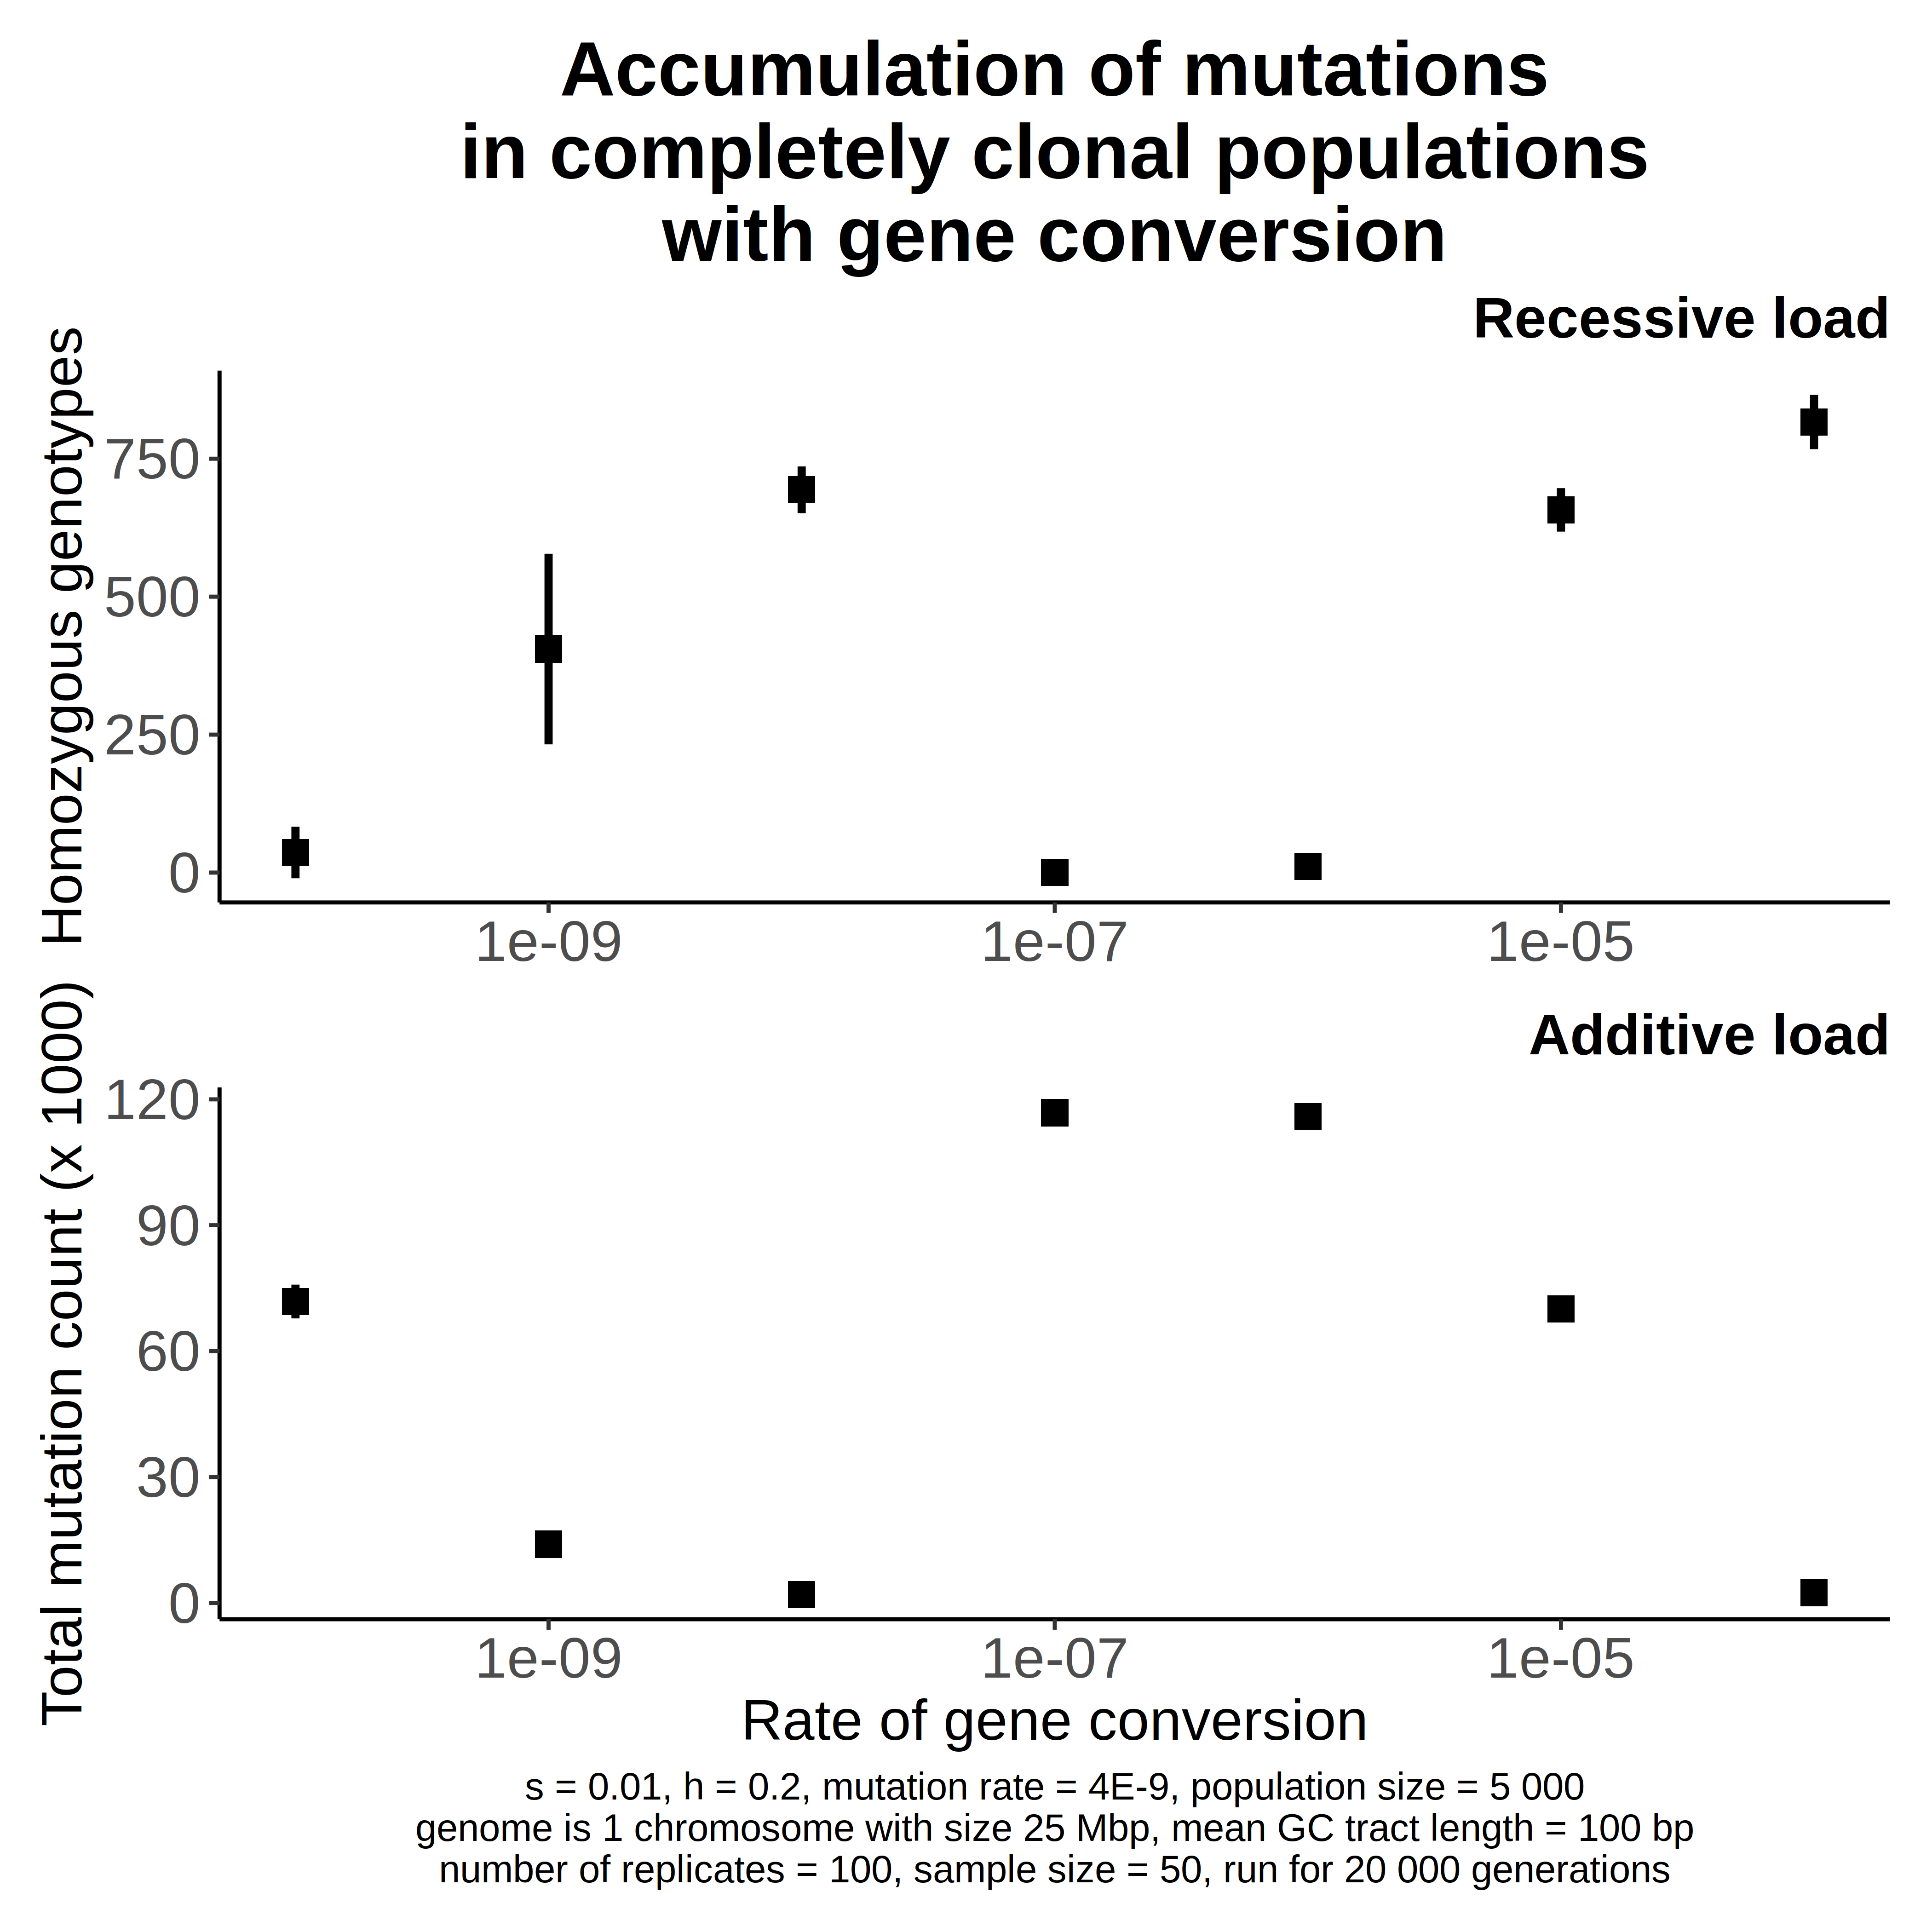 Accumulation of mutations
in completely clonal populations
with gene conversion
Recessive load
Homozygous genotypes
750
500
250
0
1e-09 1e-07 1e-05
Additive load
Total mutation count (x 1000)
120
90
60
30
0
1e-09 1e-07 1e-05
Rate of gene conversion
s = 0.01, h = 0.2, mutation rate = 4E-9, population size = 5 000
genome is 1 chromosome with size 25 Mbp, mean GC tract length = 100 bp
number of replicates = 100, sample size = 50, run for 20 000 generations